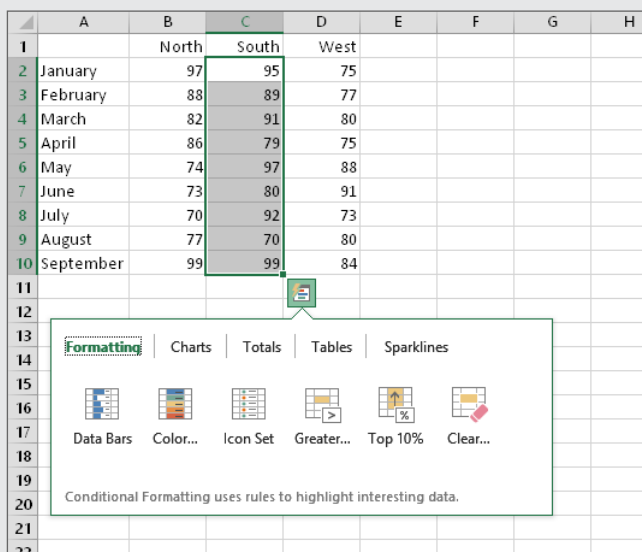 A B C D E F G H
1 North South West
2 January 97 95 75
3 February 88 89 77
4 March 82 91 80
5 April 86 79 75
6 May 74 97 88
7 June 73 80 91
8 July 70 92 73
9 August 77 70 80
10 September 99 99 84
11
12
13
Formatting Charts Totals Tables Sparklines
14
15
16
17
Data Bars Color... Icon Set Greater... Top 10% Clear...
18
19
20
Conditional Formatting uses rules to highlight interesting data.
21
22